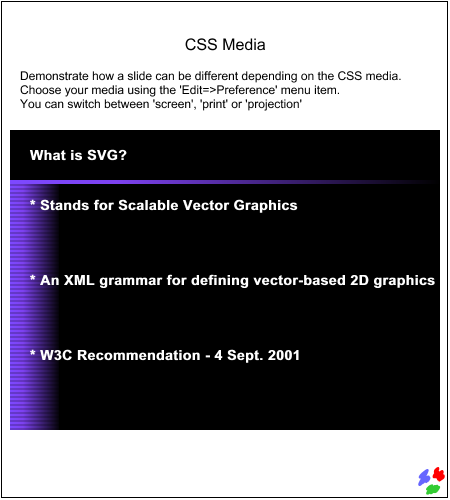 CSS Media
Demonstrate how a slide can be different depending on the CSS media.
Choose your media using the 'Edit=>Preference' menu item.
You can switch between 'screen', 'print' or 'projection'
What is SVG?
* Stands for Scalable Vector Graphics
* An XML grammar for defining vector-based 2D graphics
* W3C Recommendation - 4 Sept. 2001